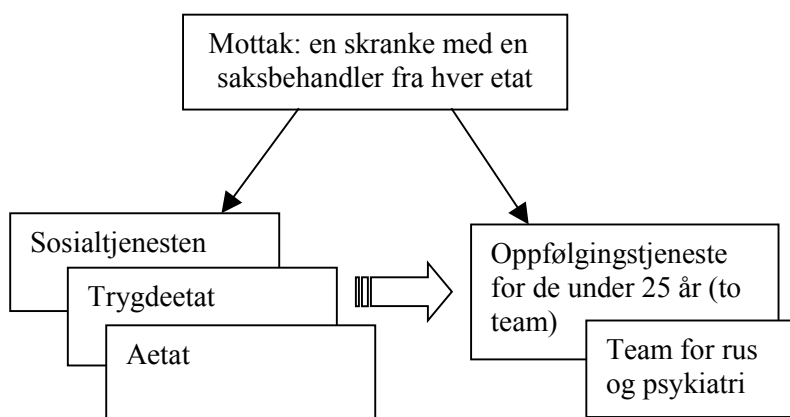 Mottak: en skranke med en
saksbehandler fra hver etat
Sosialtjenesten
Trygdeetat
Aetat
Oppfølgingstjeneste
for de under 25 år (to
team)
Team for rus
og psykiatri